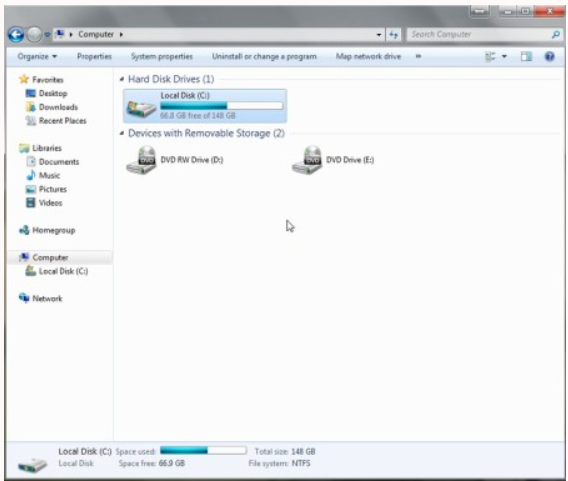 Computer
Search Computer
Organize
Properties
System properties
Uninstall or change a program
Map network drive
»
Favorites
Desktop
Downloads
Recent Places
Libraries
Documents
Music
Pictures
Videos
Homegroup
Computer
Local Disk (C:)
Network
Hard Disk Drives (1)
Local Disk (C:)
66.8 GB free of 148 GB
Devices with Removable Storage (2)
DVD RW Drive (D:)
DVD Drive (E:)
Local Disk (C:) Space used: Total size: 148 GB
Local Disk Space free: 66.9 GB File system: NTFS